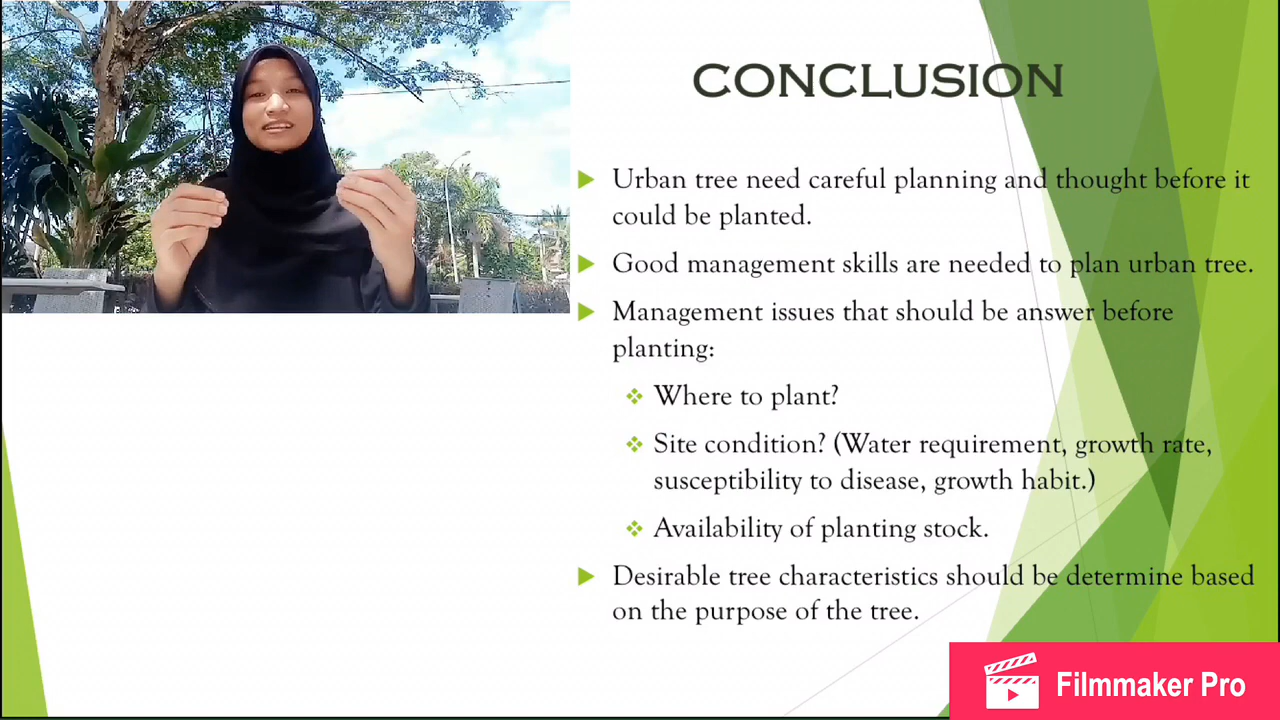 CONCLUSION
Urban tree need careful planning and thought before it
could be planted.
Good management skills are needed to plan urban tree.
Management issues that should be answer before
planting:
Where to plant?
Site condition? (Water requirement, growth rate,
susceptibility to disease, growth habit.)
Availability of planting stock.
Desirable tree characteristics should be determine based
on the purpose of the tree.
Filmmaker Pro